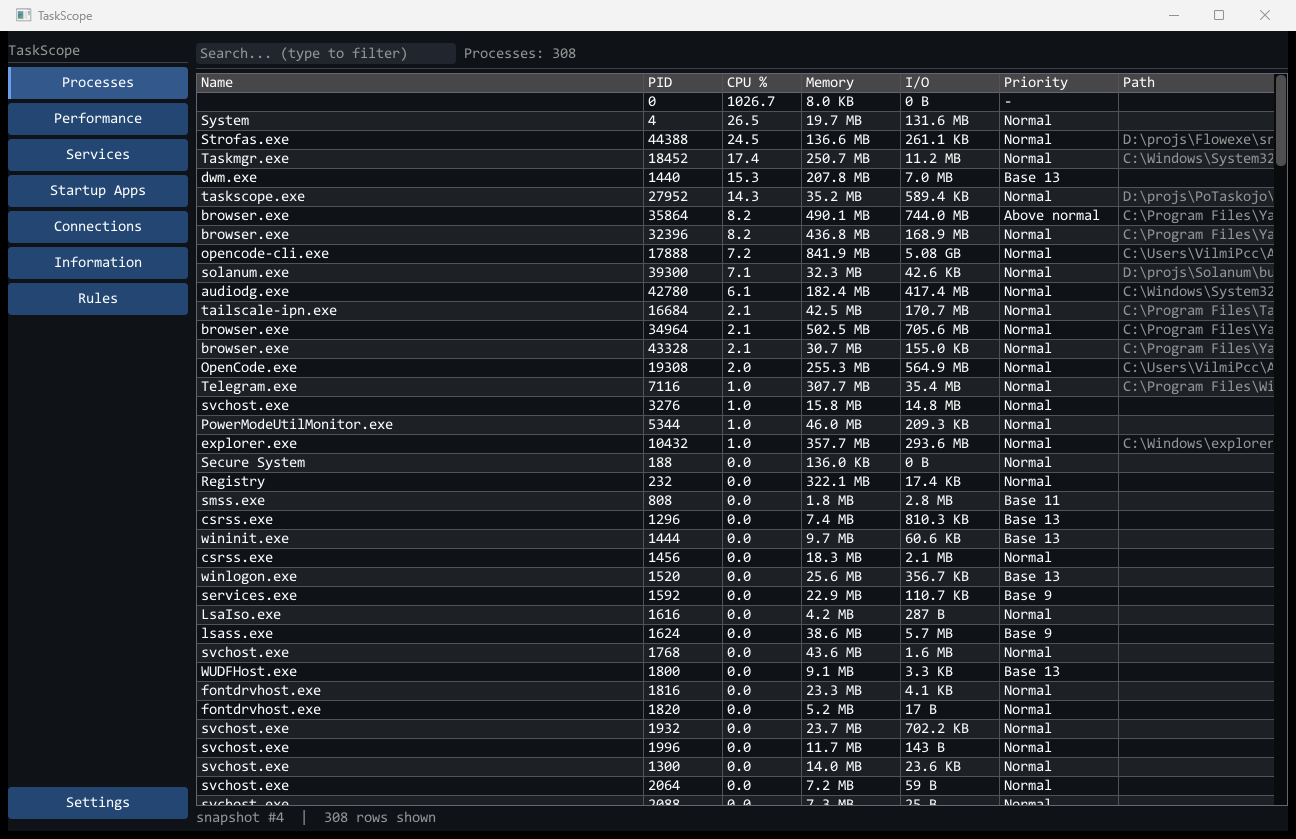 TaskScope
TaskScope
Search... (type to filter) Processes: 308
Processes
Performance
Services
Startup Apps
Connections
Information
Rules
Settings
Name PID CPU % Memory I/O Priority Path
0 1026.7 8.0 KB 0 B -
System 4 26.5 19.7 MB 131.6 MB Normal
Strofas.exe 44388 24.5 136.6 MB 261.1 KB Normal D:\projs\Flowexe\sr
Taskmgr.exe 18452 17.4 250.7 MB 11.2 MB Normal C:\Windows\System32
dwm.exe 1440 15.3 207.8 MB 7.0 MB Base 13
taskscope.exe 27952 14.3 35.2 MB 589.4 KB Normal D:\projs\PoTaskojo\
browser.exe 35864 8.2 490.1 MB 744.0 MB Above normal C:\Program Files\Ya
browser.exe 32396 8.2 436.8 MB 168.9 MB Normal C:\Program Files\Ya
opencode-cli.exe 17888 7.2 841.9 MB 5.08 GB Normal C:\Users\VilmiPcc\A
solanum.exe 39300 7.1 32.3 MB 42.6 KB Normal D:\projs\Solanum\bu
audiodg.exe 42780 6.1 182.4 MB 417.4 MB Normal C:\Windows\System32
tailscale-ipn.exe 16684 2.1 42.5 MB 170.7 MB Normal C:\Program Files\Ta
browser.exe 34964 2.1 502.5 MB 705.6 MB Normal C:\Program Files\Ya
browser.exe 43328 2.1 30.7 MB 155.0 KB Normal C:\Program Files\Ya
OpenCode.exe 19308 2.0 255.3 MB 564.9 MB Normal C:\Users\VilmiPcc\A
Telegram.exe 7116 1.0 307.7 MB 35.4 MB Normal C:\Program Files\Wi
svchost.exe 3276 1.0 15.8 MB 14.8 MB Normal
PowerModeUtilMonitor.exe 5344 1.0 46.0 MB 209.3 KB Normal
explorer.exe 10432 1.0 357.7 MB 293.6 MB Normal C:\Windows\explorer
Secure System 188 0.0 136.0 KB 0 B Normal
Registry 232 0.0 322.1 MB 17.4 KB Normal
smss.exe 808 0.0 1.8 MB 2.8 MB Base 11
csrss.exe 1296 0.0 7.4 MB 810.3 KB Base 13
wininit.exe 1444 0.0 9.7 MB 60.6 KB Base 13
csrss.exe 1456 0.0 18.3 MB 2.1 MB Normal
winlogon.exe 1520 0.0 25.6 MB 356.7 KB Base 13
services.exe 1592 0.0 22.9 MB 110.7 KB Base 9
LsaIso.exe 1616 0.0 4.2 MB 287 B Normal
lsass.exe 1624 0.0 38.6 MB 5.7 MB Base 9
svchost.exe 1768 0.0 43.6 MB 1.6 MB Normal
WUDFHost.exe 1800 0.0 9.1 MB 3.3 KB Base 13
fontdrvhost.exe 1816 0.0 23.3 MB 4.1 KB Normal
fontdrvhost.exe 1820 0.0 5.2 MB 17 B Normal
svchost.exe 1932 0.0 23.7 MB 702.2 KB Normal
svchost.exe 1996 0.0 11.7 MB 143 B Normal
svchost.exe 1300 0.0 14.0 MB 23.6 KB Normal
svchost.exe 2064 0.0 7.2 MB 59 B Normal
svchost.exe 2088 0.0 7.3 MB 25 B Normal
snapshot #4 | 308 rows shown